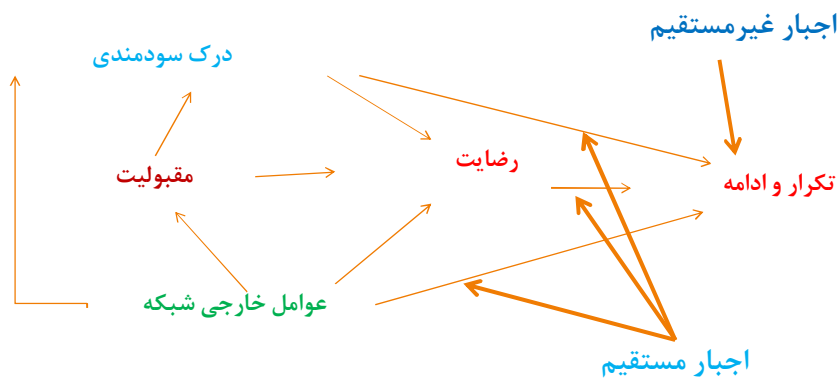 اجبار غیرمستقیم
درک سودمندی
رضایت
مقبولیت
تکرار و ادامه
عوامل خارجی شبکه
اجبار مستقیم